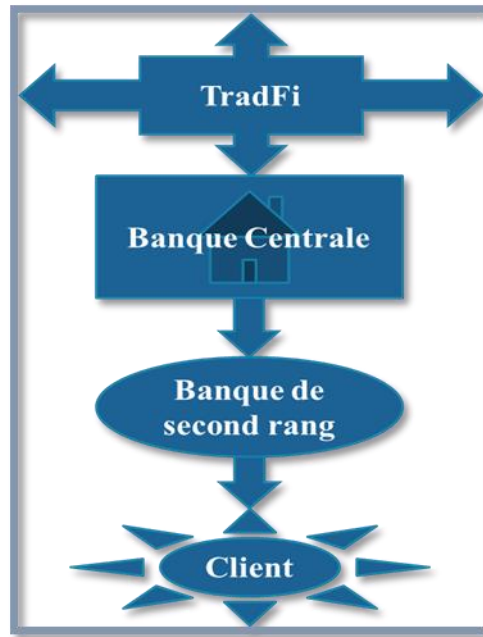 TradFi
Banque Centrale
Banque de
second rang
Client